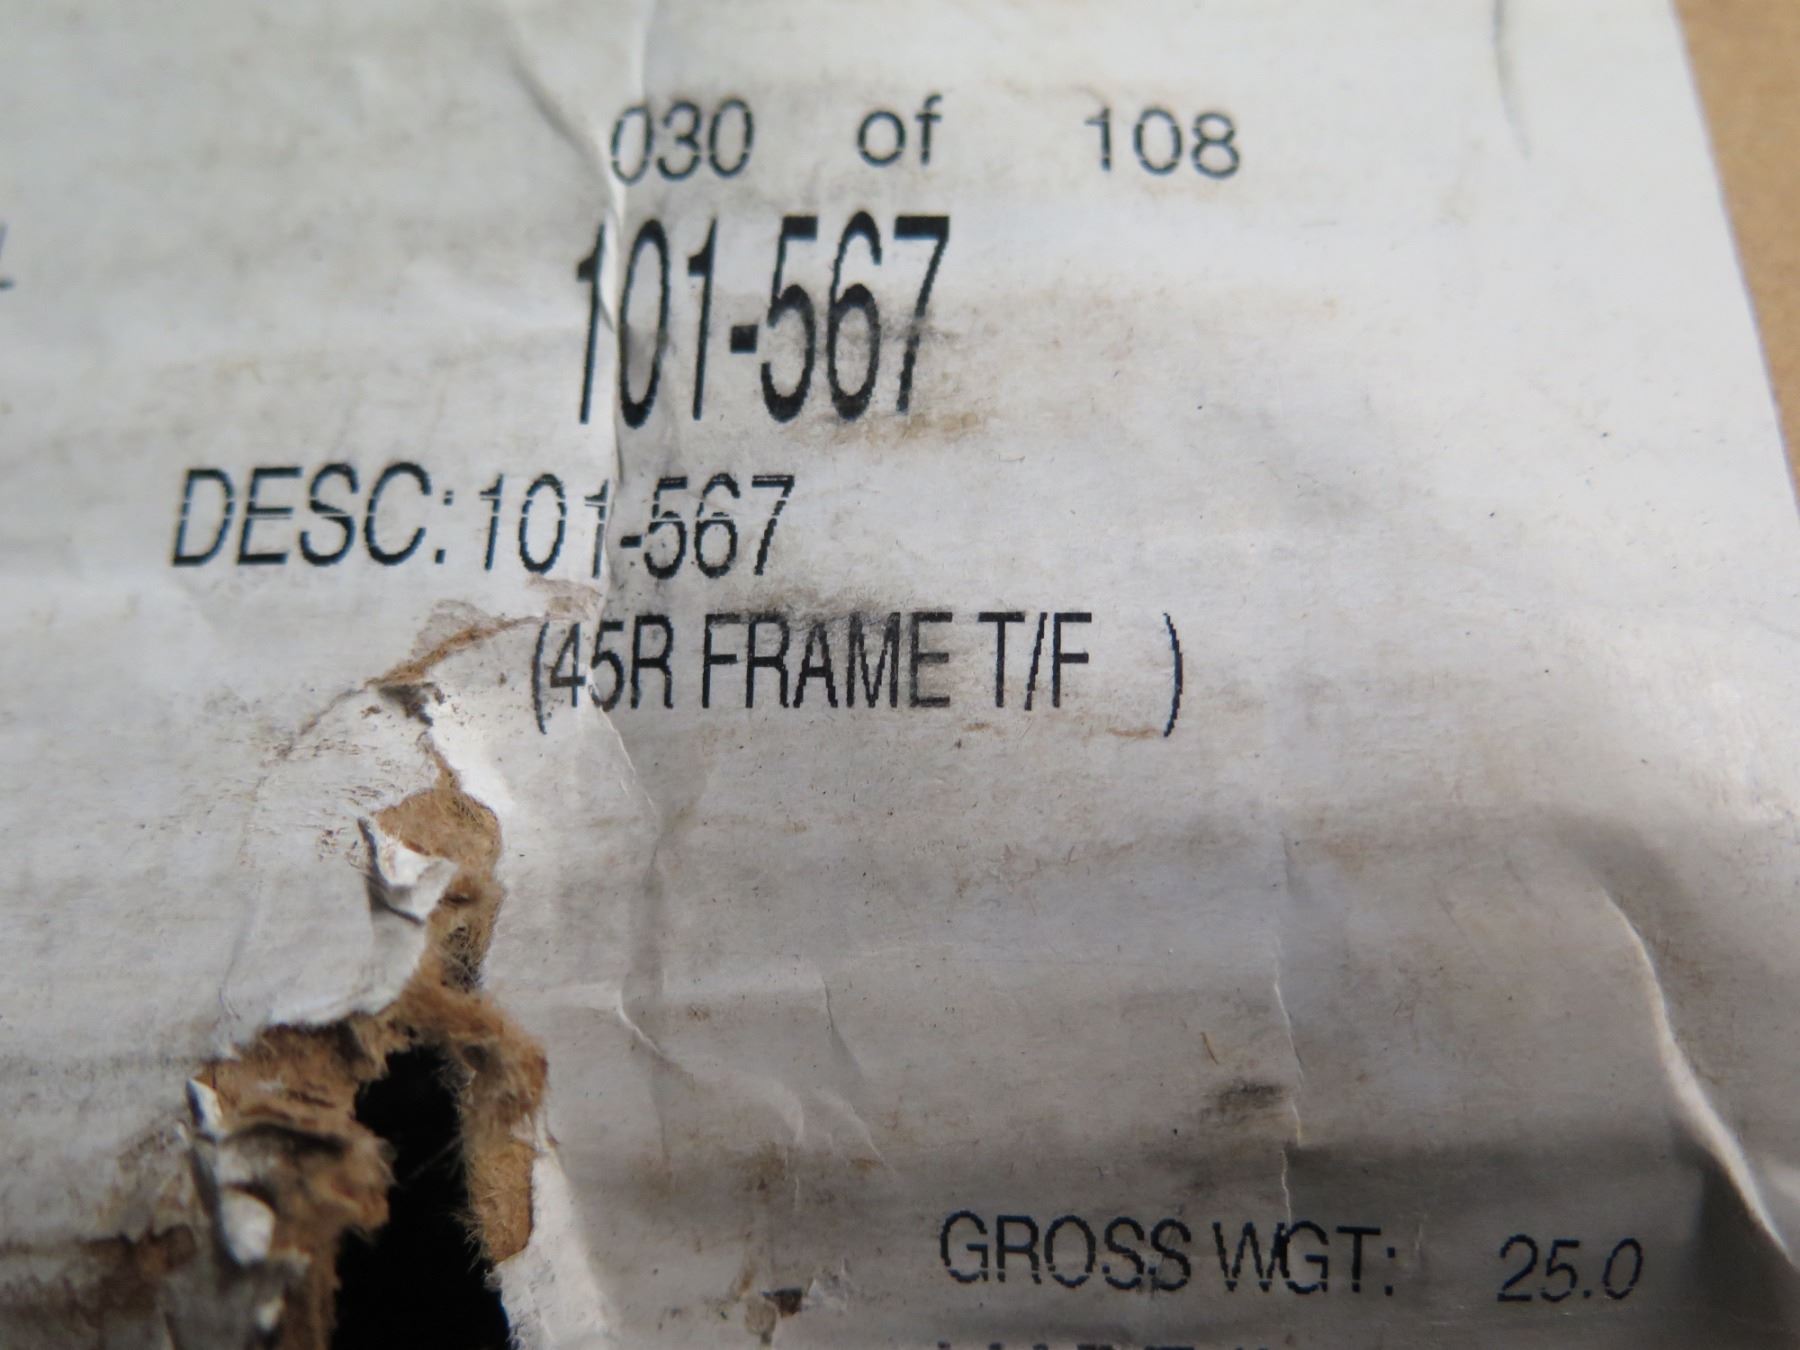 030 of 108
101-567
DESC: 101-567
(45R FRAME T/F )
GROSS WGT: 25.0